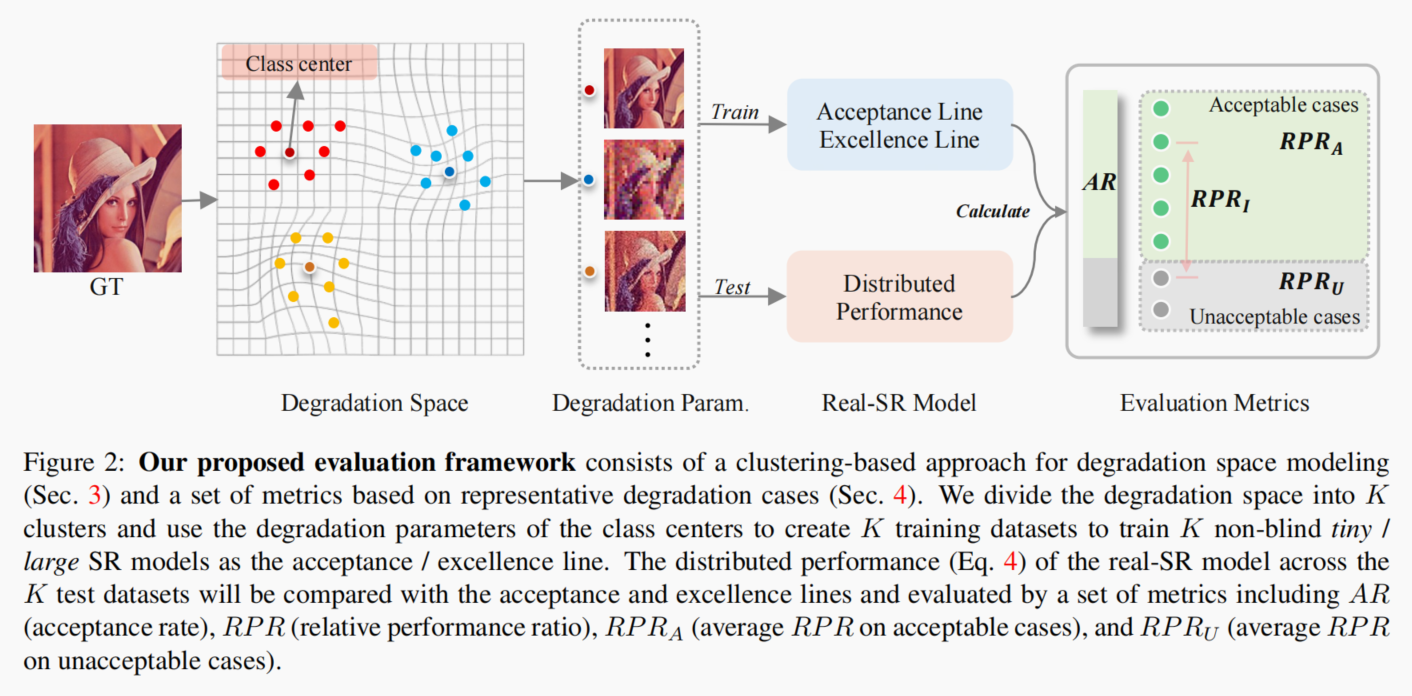 Class center
GT
Degradation Space
Degradation Param.
Train
Test
Acceptance Line
Excellence Line
Distributed
Performance
Real-SR Model
Calculate
AR
Acceptable cases
RPR_A
RPR_I
RPR_U
Unacceptable cases
Evaluation Metrics
Figure 2: Our proposed evaluation framework consists of a clustering-based approach for degradation space modeling
(Sec. 3) and a set of metrics based on representative degradation cases (Sec. 4). We divide the degradation space into K
clusters and use the degradation parameters of the class centers to create K training datasets to train K non-blind tiny /
large SR models as the acceptance / excellence line. The distributed performance (Eq. 4) of the real-SR model across the
K test datasets will be compared with the acceptance and excellence lines and evaluated by a set of metrics including AR
(acceptance rate), RPR (relative performance ratio), RPR_A (average RPR on acceptable cases), and RPR_U (average RPR
on unacceptable cases).